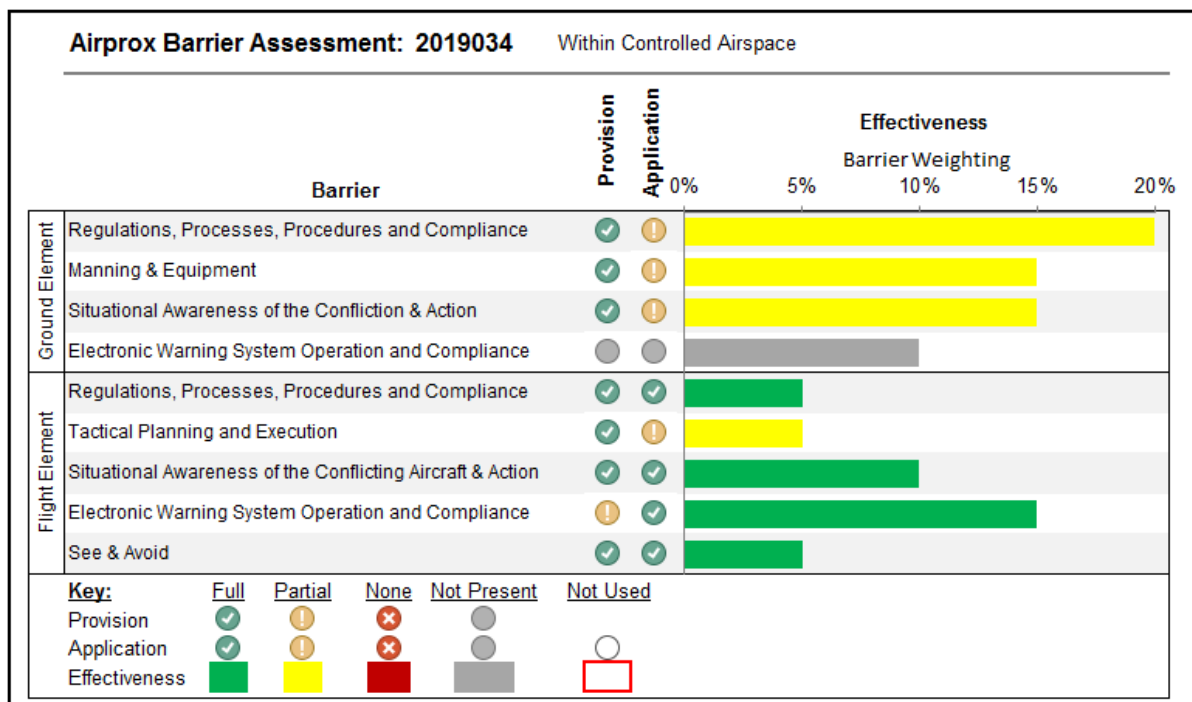 Airprox Barrier Assessment: 2019034 Within Controlled Airspace
Barrier
Provision
Application
Effectiveness
Barrier Weighting
0% 5% 10% 15% 20%
Ground Element
Regulations, Processes, Procedures and Compliance
Manning & Equipment
Situational Awareness of the Confliction & Action
Electronic Warning System Operation and Compliance
Flight Element
Regulations, Processes, Procedures and Compliance
Tactical Planning and Execution
Situational Awareness of the Conflicting Aircraft & Action
Electronic Warning System Operation and Compliance
See & Avoid
Key: Full Partial None Not Present Not Used
Provision
Application
Effectiveness